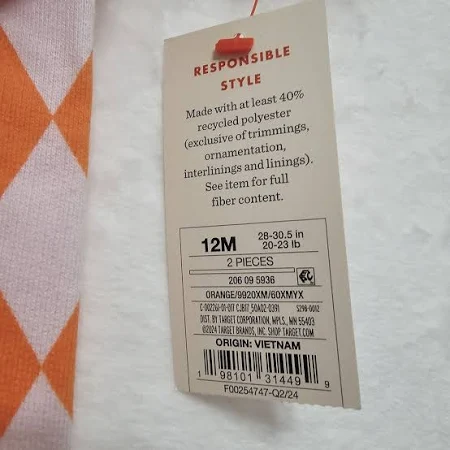 RESPONSIBLE
STYLE
Made with at least 40%
recycled polyester
(exclusive of trimmings,
ornamentation,
interlinings and linings).
See item for full
fiber content.
12M
28-30.5 in
20-23 lb
2 PIECES
206 09 5936
ORANGE/9920XM/60XMYX
5298-0012
DIST. BY TARGET CORPORATION, MPLS., MN 55403
©2024 TARGET BRANDS, INC. SHOP TARGET.COM
ORIGIN: VIETNAM
1 98101 31449 9
F00254747-Q2/24